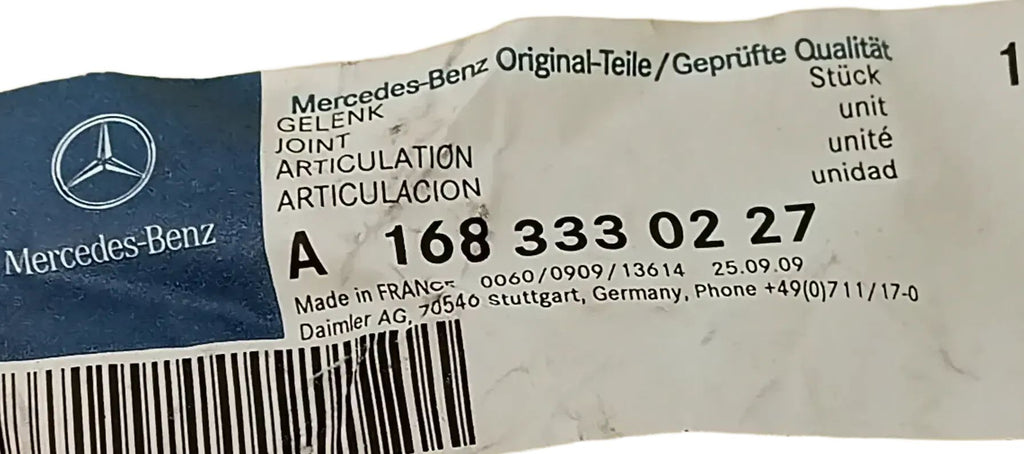 Mercedes-Benz
Mercedes-Benz Original-Teile/Geprüfte Qualität
GELENK
JOINT
ARTICULATION
ARTICULACION
Stück 1
unit
unité
unidad
A 168 333 02 27
Made in FRANCE 0060/0909/13614 25.09.09
Daimler AG, 70546 Stuttgart, Germany, Phone +49(0)711/17-0